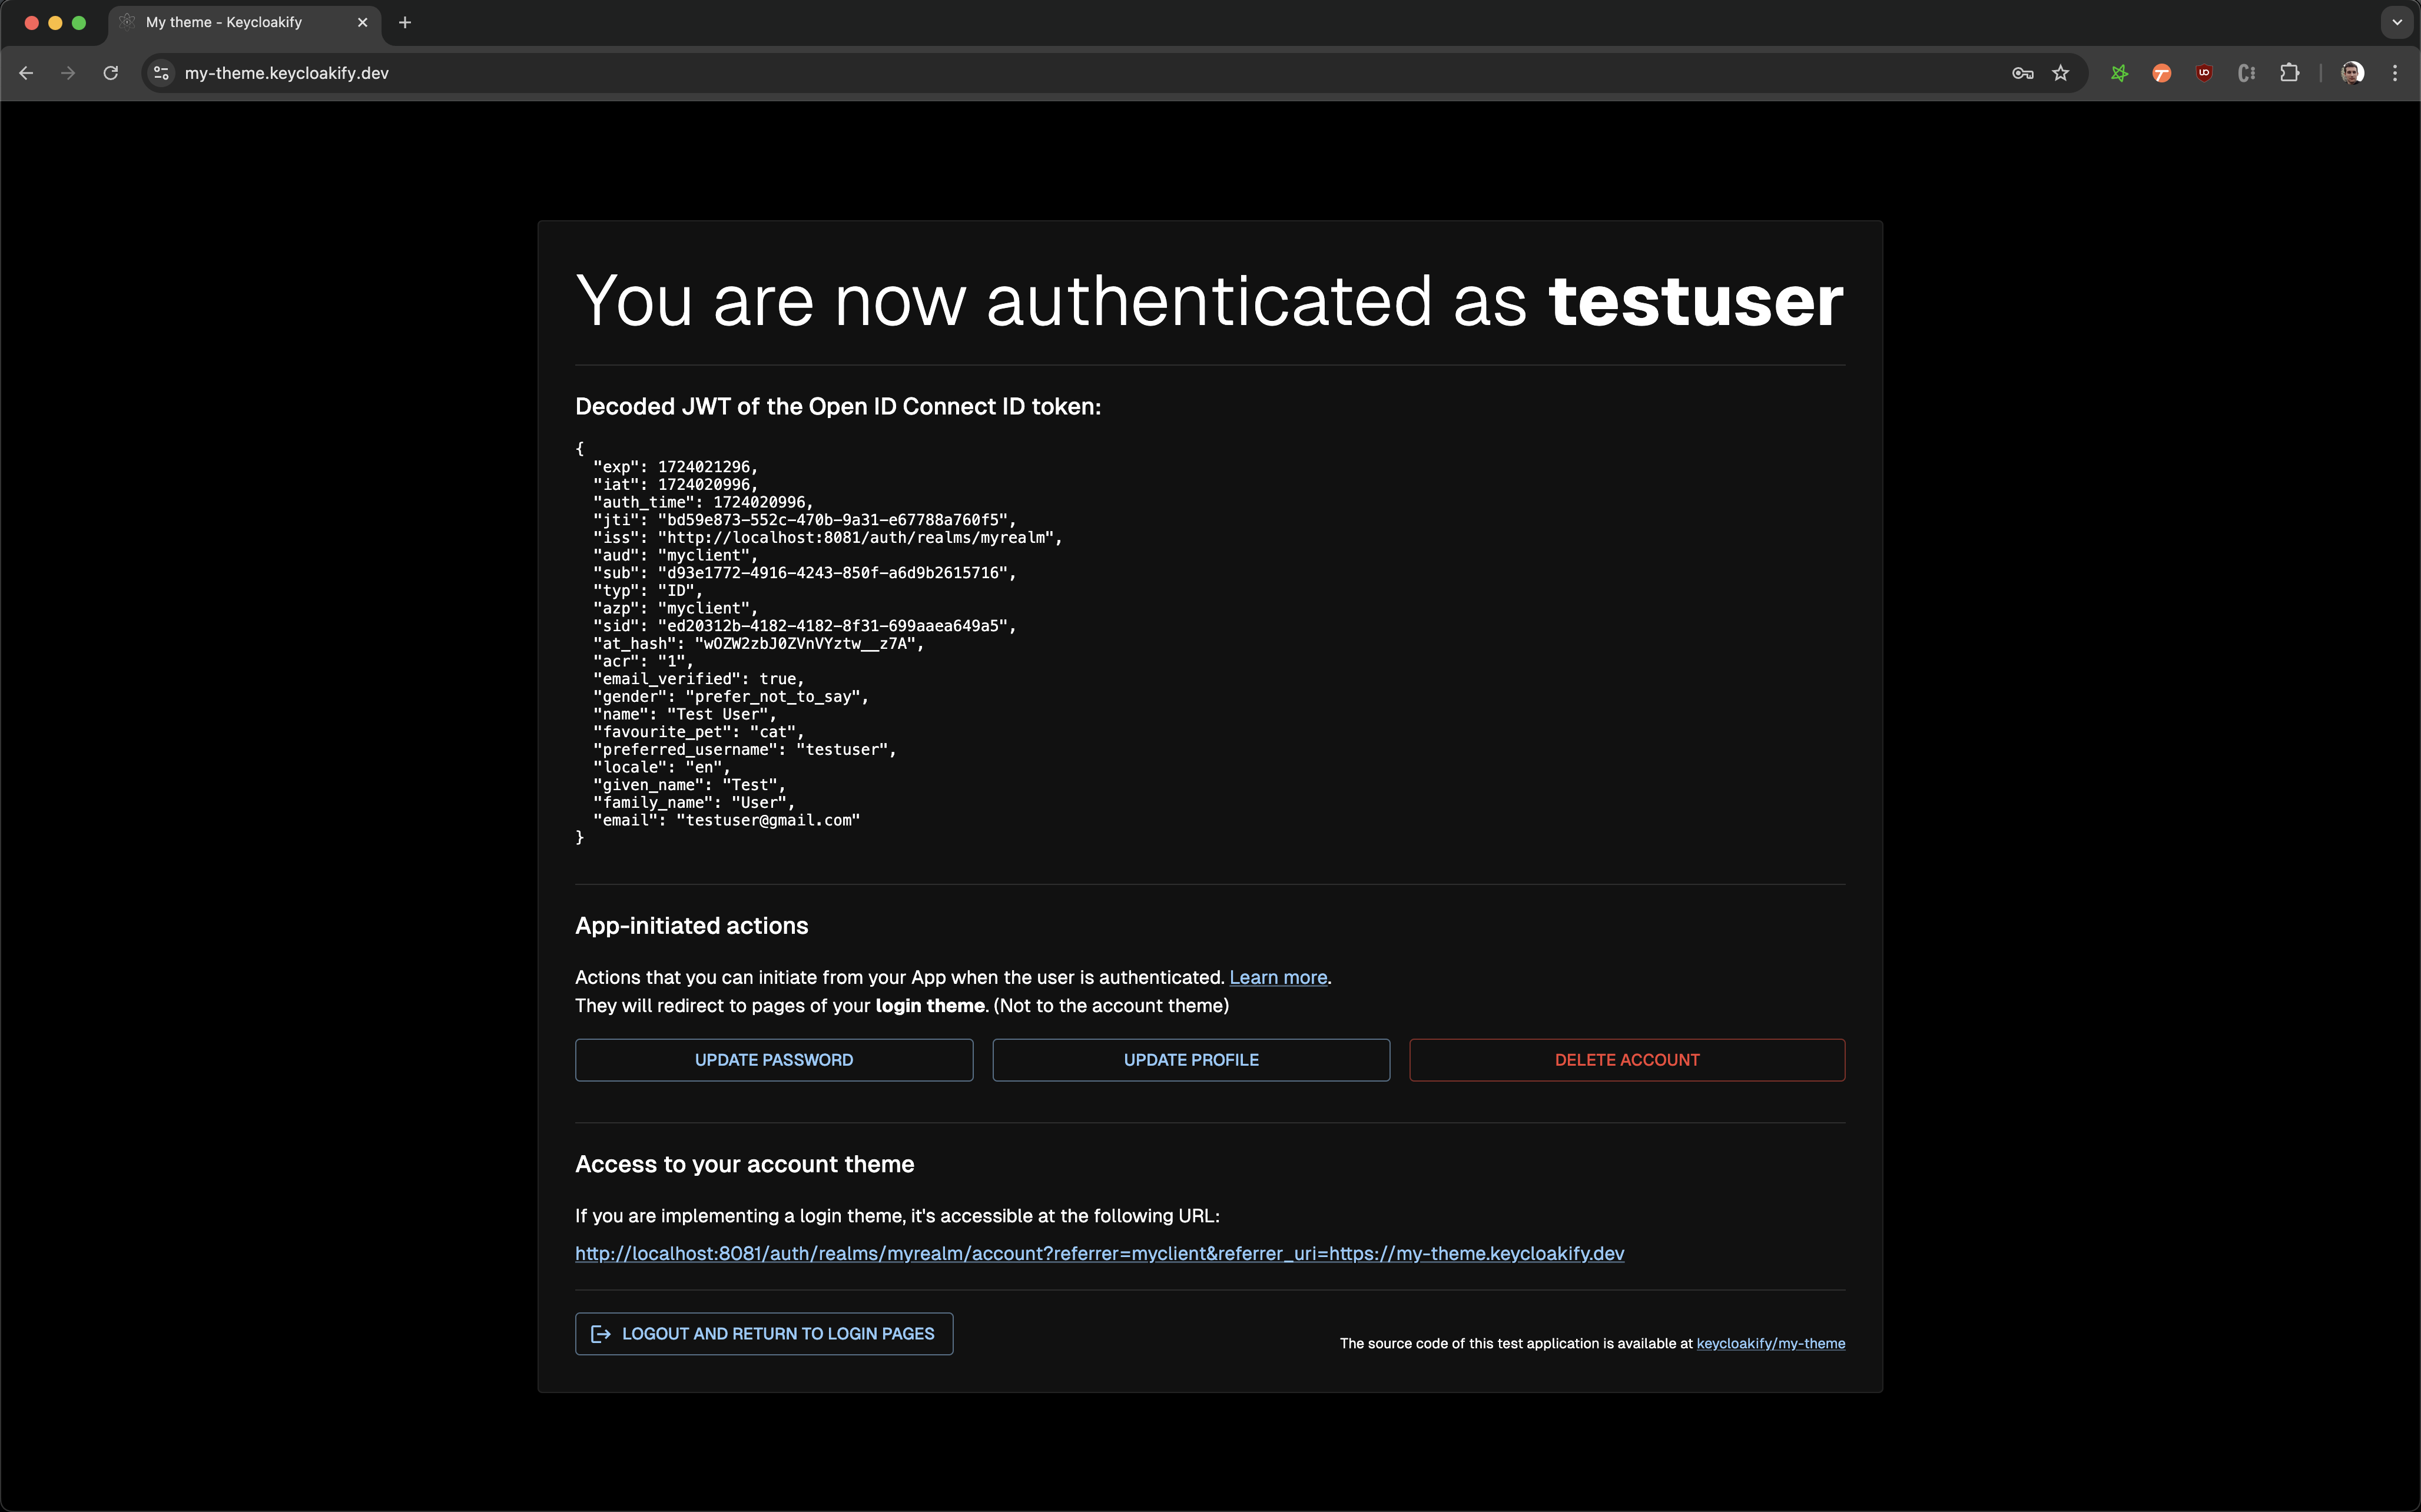 My theme - Keycloakify
my-theme.keycloakify.dev
You are now authenticated as testuser
Decoded JWT of the Open ID Connect ID token:
{
"exp": 1724021296,
"iat": 1724020996,
"auth_time": 1724020996,
"jti": "bd59e873-552c-470b-9a31-e67788a760f5",
"iss": "http://localhost:8081/auth/realms/myrealm",
"aud": "myclient",
"sub": "d93e1772-4916-4243-850f-a6d9b2615716",
"typ": "ID",
"azp": "myclient",
"sid": "ed20312b-4182-4182-8f31-699aaea649a5",
"at_hash": "wOZW2zbJ0ZVnVYztw__z7A",
"acr": "1",
"email_verified": true,
"gender": "prefer_not_to_say",
"name": "Test User",
"favourite_pet": "cat",
"preferred_username": "testuser",
"locale": "en",
"given_name": "Test",
"family_name": "User",
"email": "testuser@gmail.com"
}
App-initiated actions
Actions that you can initiate from your App when the user is authenticated. Learn more.
They will redirect to pages of your login theme. (Not to the account theme)
UPDATE PASSWORD
UPDATE PROFILE
DELETE ACCOUNT
Access to your account theme
If you are implementing a login theme, it's accessible at the following URL:
http://localhost:8081/auth/realms/myrealm/account?referrer=myclient&referrer_uri=https://my-theme.keycloakify.dev
LOGOUT AND RETURN TO LOGIN PAGES
The source code of this test application is available at keycloakify/my-theme